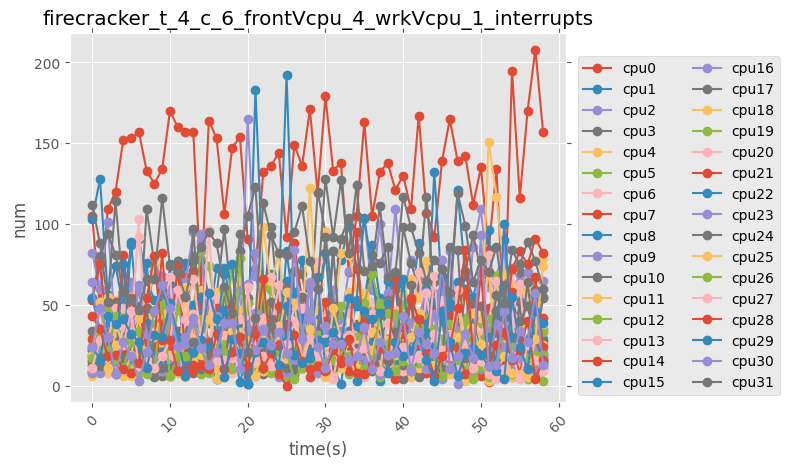 firecracker_t_4_c_6_frontVcpu_4_wrkVcpu_1_interrupts
num
200
150
100
50
0
0
10
20
30
40
50
60
time(s)
cpu0
cpu1
cpu2
cpu3
cpu4
cpu5
cpu6
cpu7
cpu8
cpu9
cpu10
cpu11
cpu12
cpu13
cpu14
cpu15
cpu16
cpu17
cpu18
cpu19
cpu20
cpu21
cpu22
cpu23
cpu24
cpu25
cpu26
cpu27
cpu28
cpu29
cpu30
cpu31